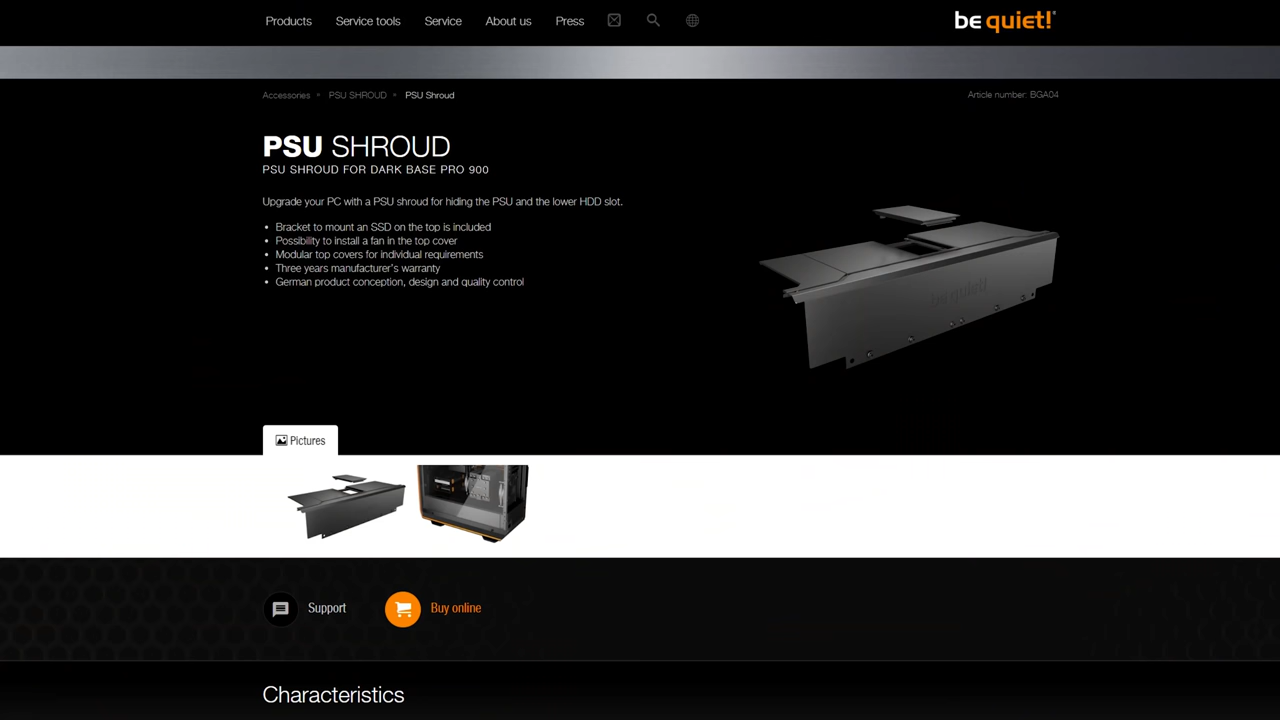 Products Service tools Service About us Press
be quiet!®
Accessories » PSU SHROUD » PSU Shroud
Article number: BGA04
PSU SHROUD
PSU SHROUD FOR DARK BASE PRO 900
Upgrade your PC with a PSU shroud for hiding the PSU and the lower HDD slot.
• Bracket to mount an SSD on the top is included
• Possibility to install a fan in the top cover
• Modular top covers for individual requirements
• Three years manufacturer's warranty
• German product conception, design and quality control
be quiet!
Pictures
Support
Buy online
Characteristics